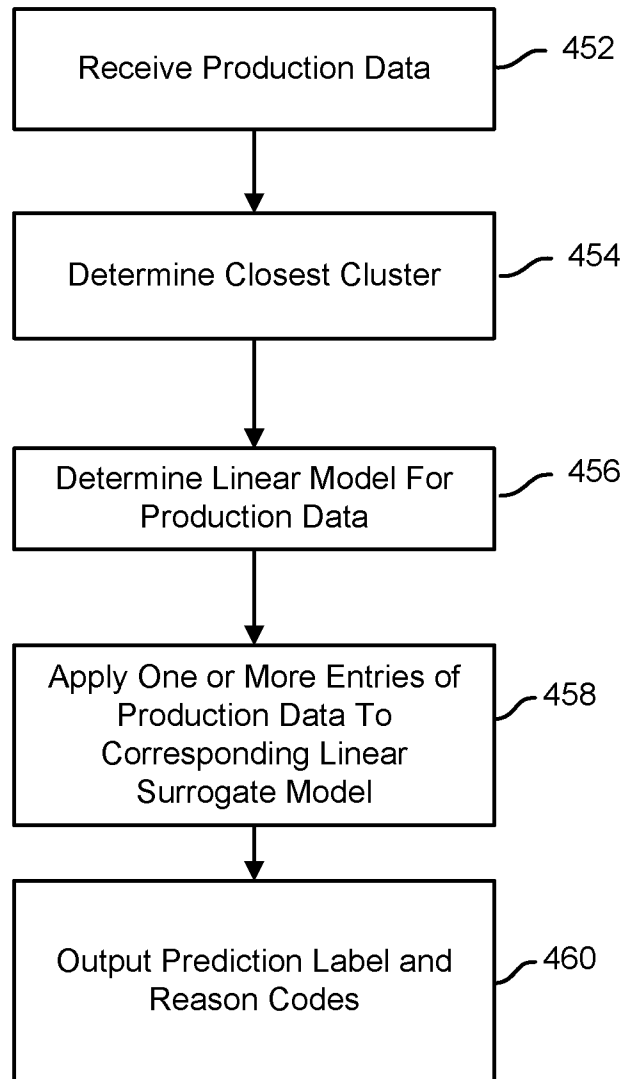 Receive Production Data
452
Determine Closest Cluster
454
Determine Linear Model For
Production Data
456
Apply One or More Entries of
Production Data To
Corresponding Linear
Surrogate Model
458
Output Prediction Label and
Reason Codes
460